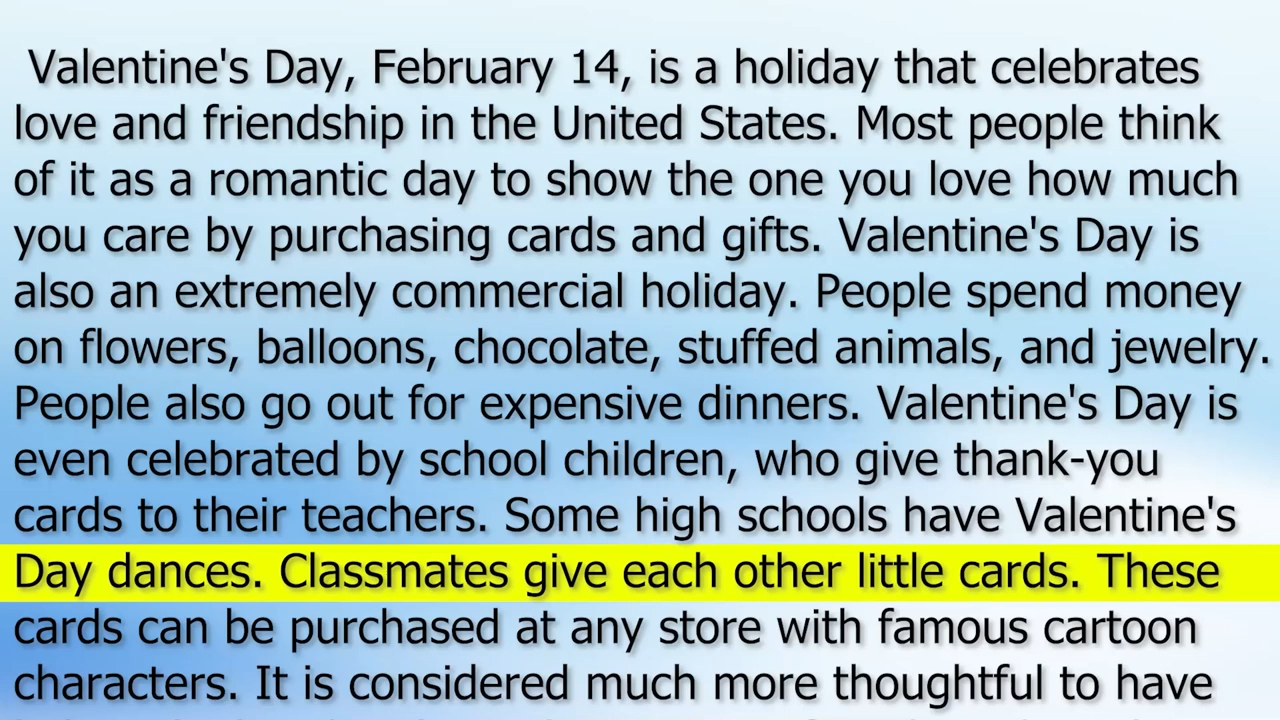 Valentine's Day, February 14, is a holiday that celebrates
love and friendship in the United States. Most people think
of it as a romantic day to show the one you love how much
you care by purchasing cards and gifts. Valentine's Day is
also an extremely commercial holiday. People spend money
on flowers, balloons, chocolate, stuffed animals, and jewelry.
People also go out for expensive dinners. Valentine's Day is
even celebrated by school children, who give thank-you
cards to their teachers. Some high schools have Valentine's
Day dances. Classmates give each other little cards. These
cards can be purchased at any store with famous cartoon
characters. It is considered much more thoughtful to have